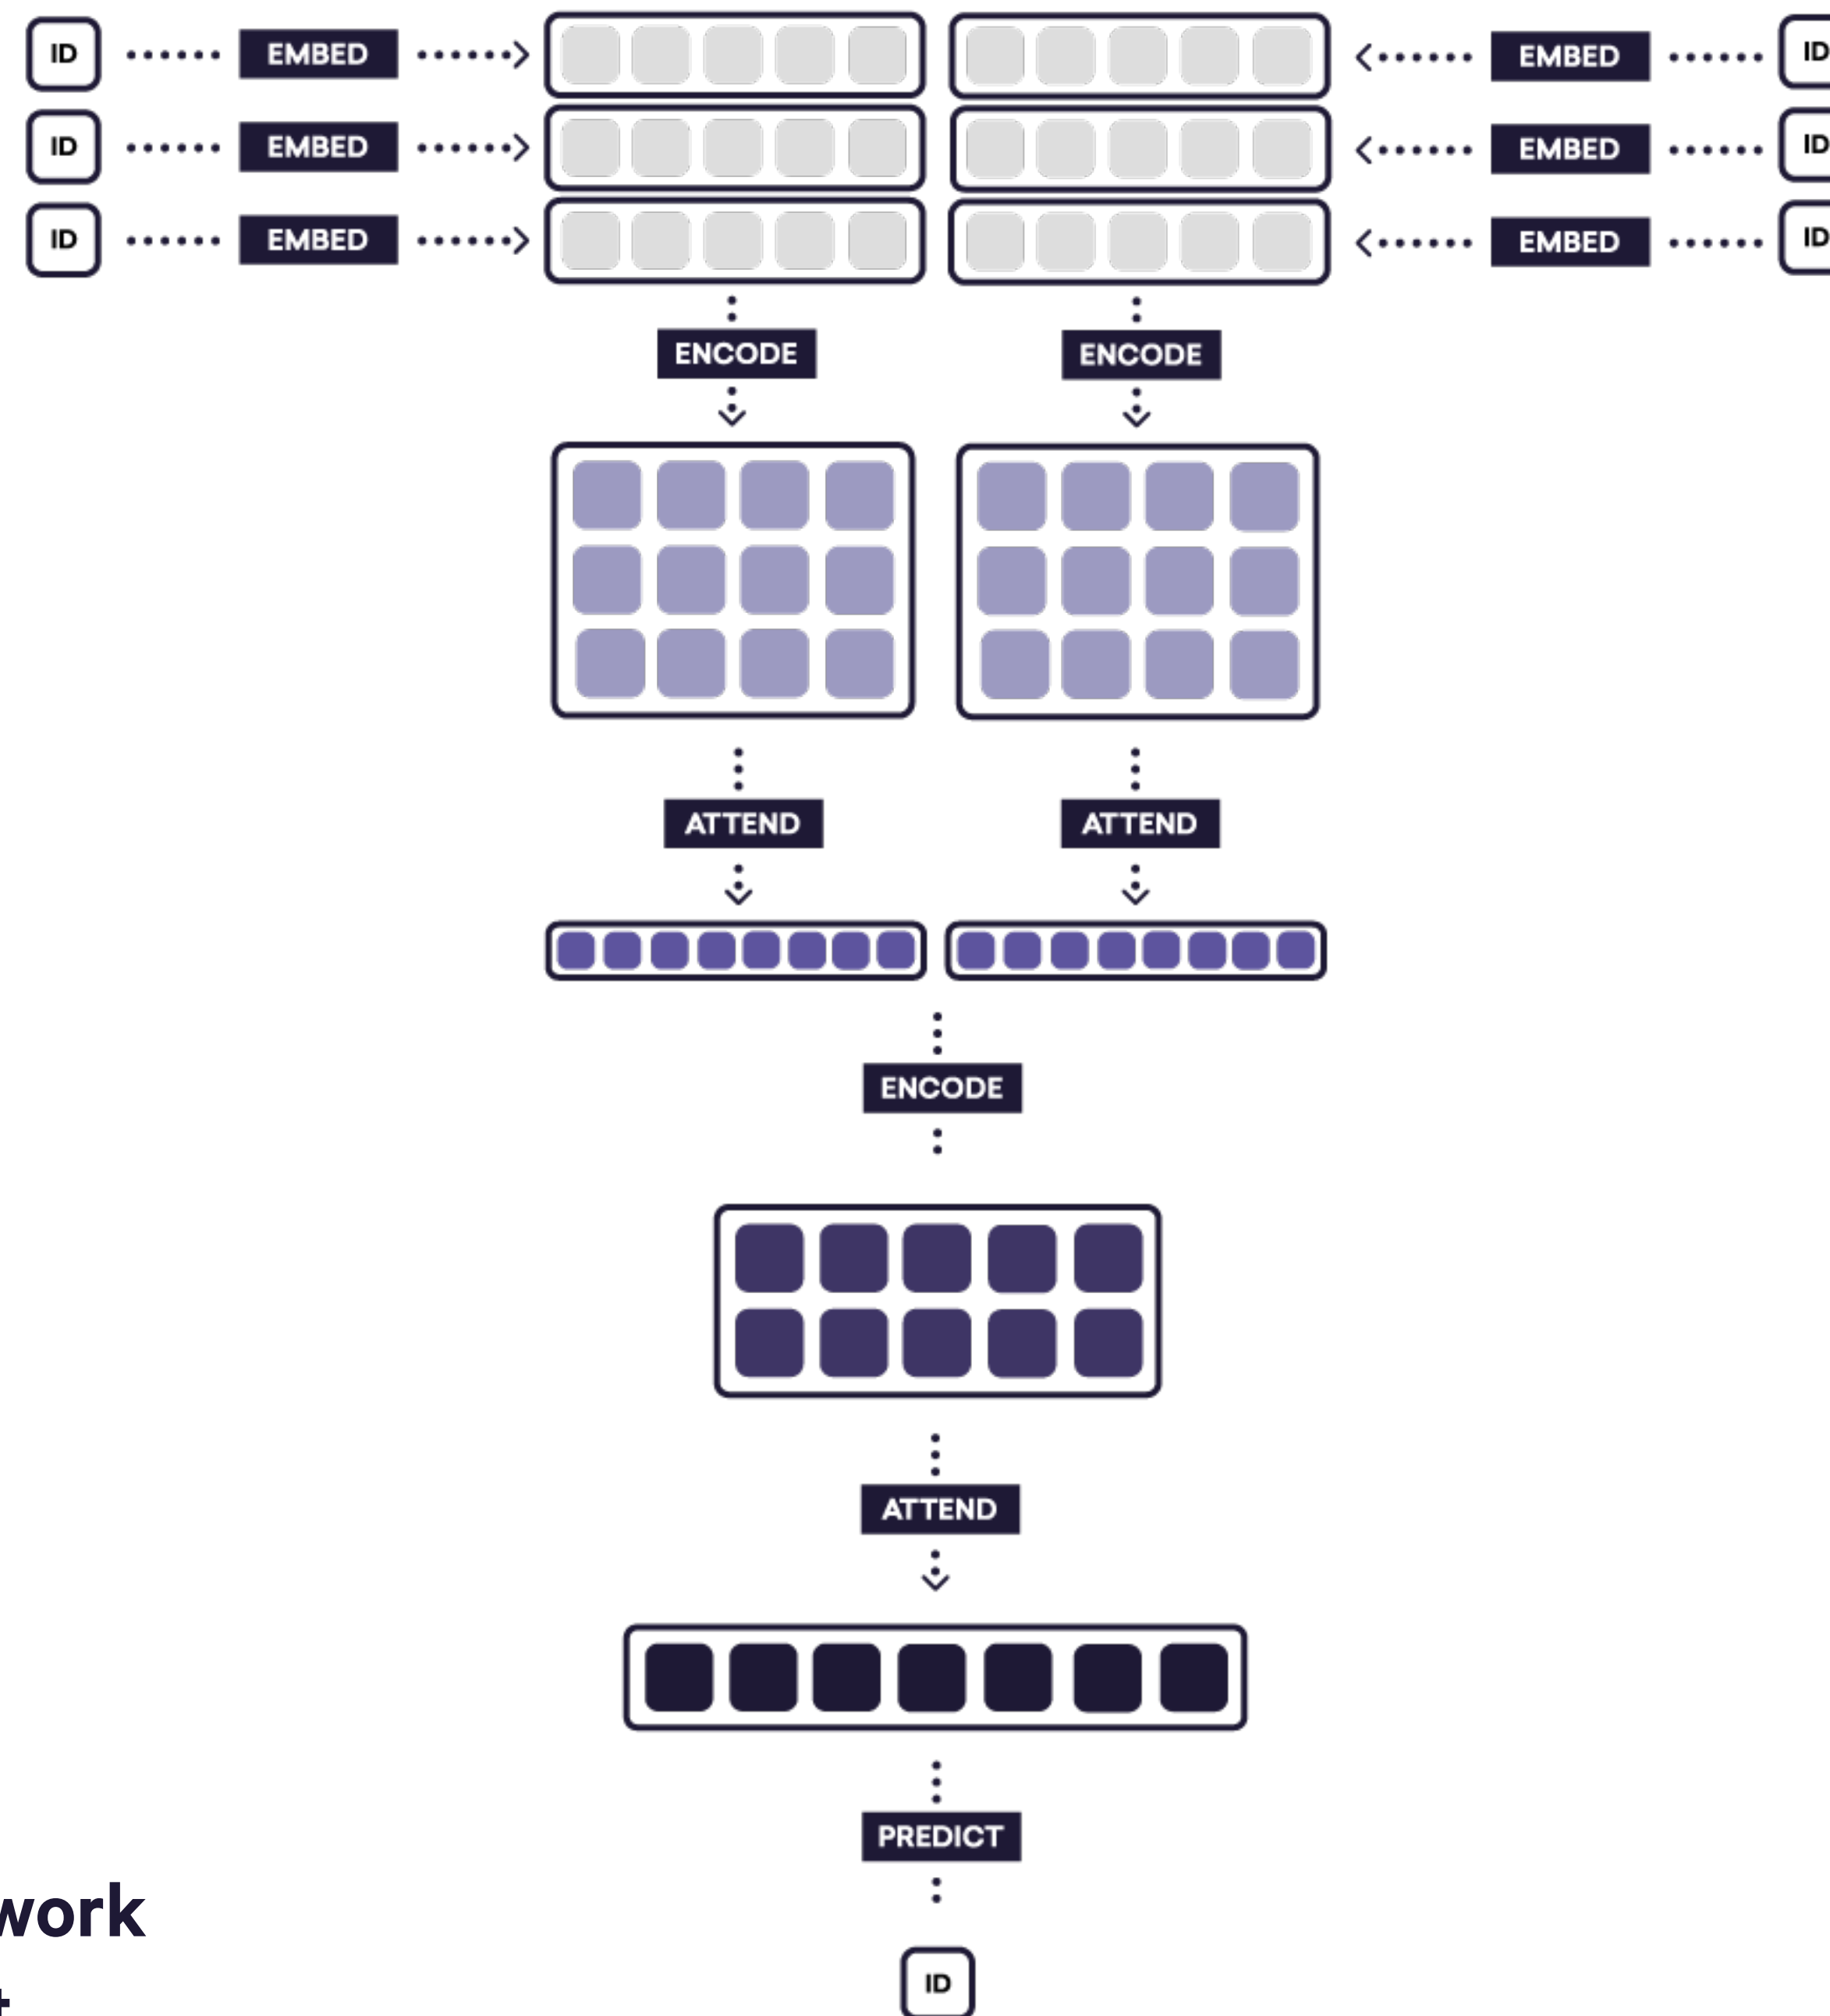 ID EMBED EMBED ID
ID EMBED EMBED ID
ID EMBED EMBED ID
ENCODE ENCODE
ATTEND ATTEND
ENCODE
ATTEND
PREDICT
work
ID